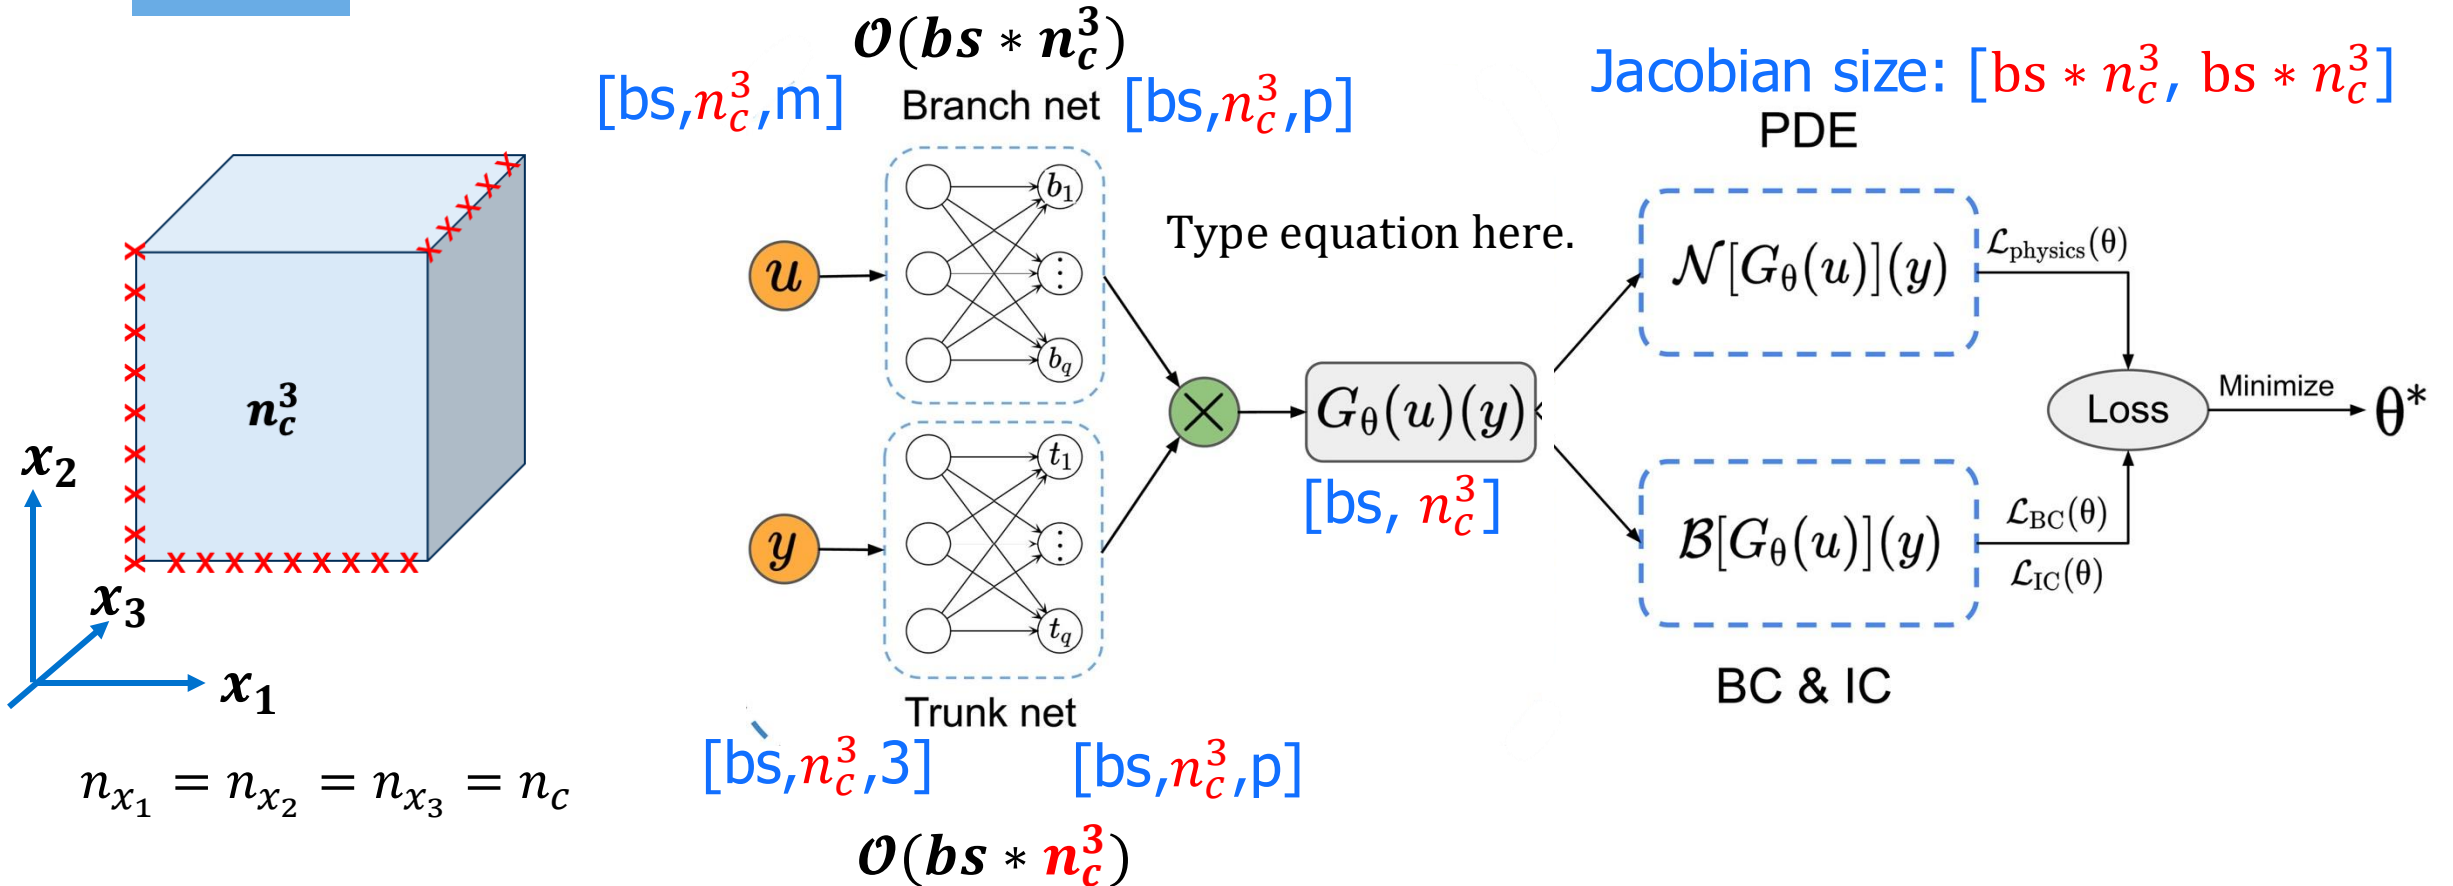 𝒪(bs * n_c^3)
[bs,n_c^3,m]
Branch net
[bs,n_c^3,p]
Jacobian size: [bs * n_c^3, bs * n_c^3]
PDE
b_1
⋮
b_q
u
Type equation here.
𝒩[G_θ(u)](y)
ℒ_physics(θ)
n_c^3
x_2
x_3
x_1
n_{x_1} = n_{x_2} = n_{x_3} = n_c
×
G_θ(u)(y)
[bs, n_c^3]
Loss
Minimize
θ*
y
t_1
⋮
t_q
ℬ[G_θ(u)](y)
ℒ_BC(θ)
ℒ_IC(θ)
BC & IC
Trunk net
[bs,n_c^3,3]
[bs,n_c^3,p]
𝒪(bs * n_c^3)